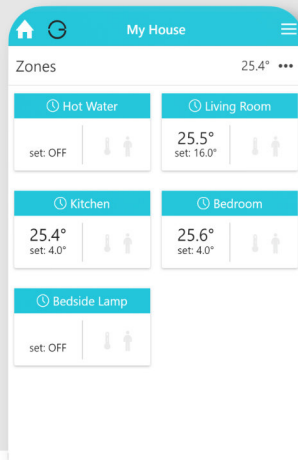 My House
Zones 25.4° •••
Hot Water
set: OFF
Living Room
25.5°
set: 16.0°
Kitchen
25.4°
set: 4.0°
Bedroom
25.6°
set: 4.0°
Bedside Lamp
set: OFF